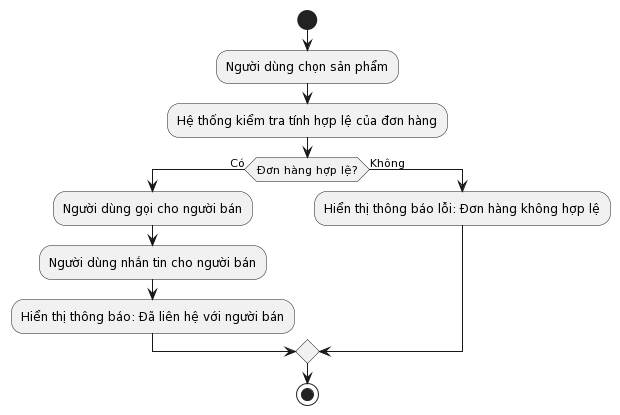 Người dùng chọn sản phẩm
Hệ thống kiểm tra tính hợp lệ của đơn hàng
Đơn hàng hợp lệ?
Có
Không
Người dùng gọi cho người bán
Hiển thị thông báo lỗi: Đơn hàng không hợp lệ
Người dùng nhắn tin cho người bán
Hiển thị thông báo: Đã liên hệ với người bán